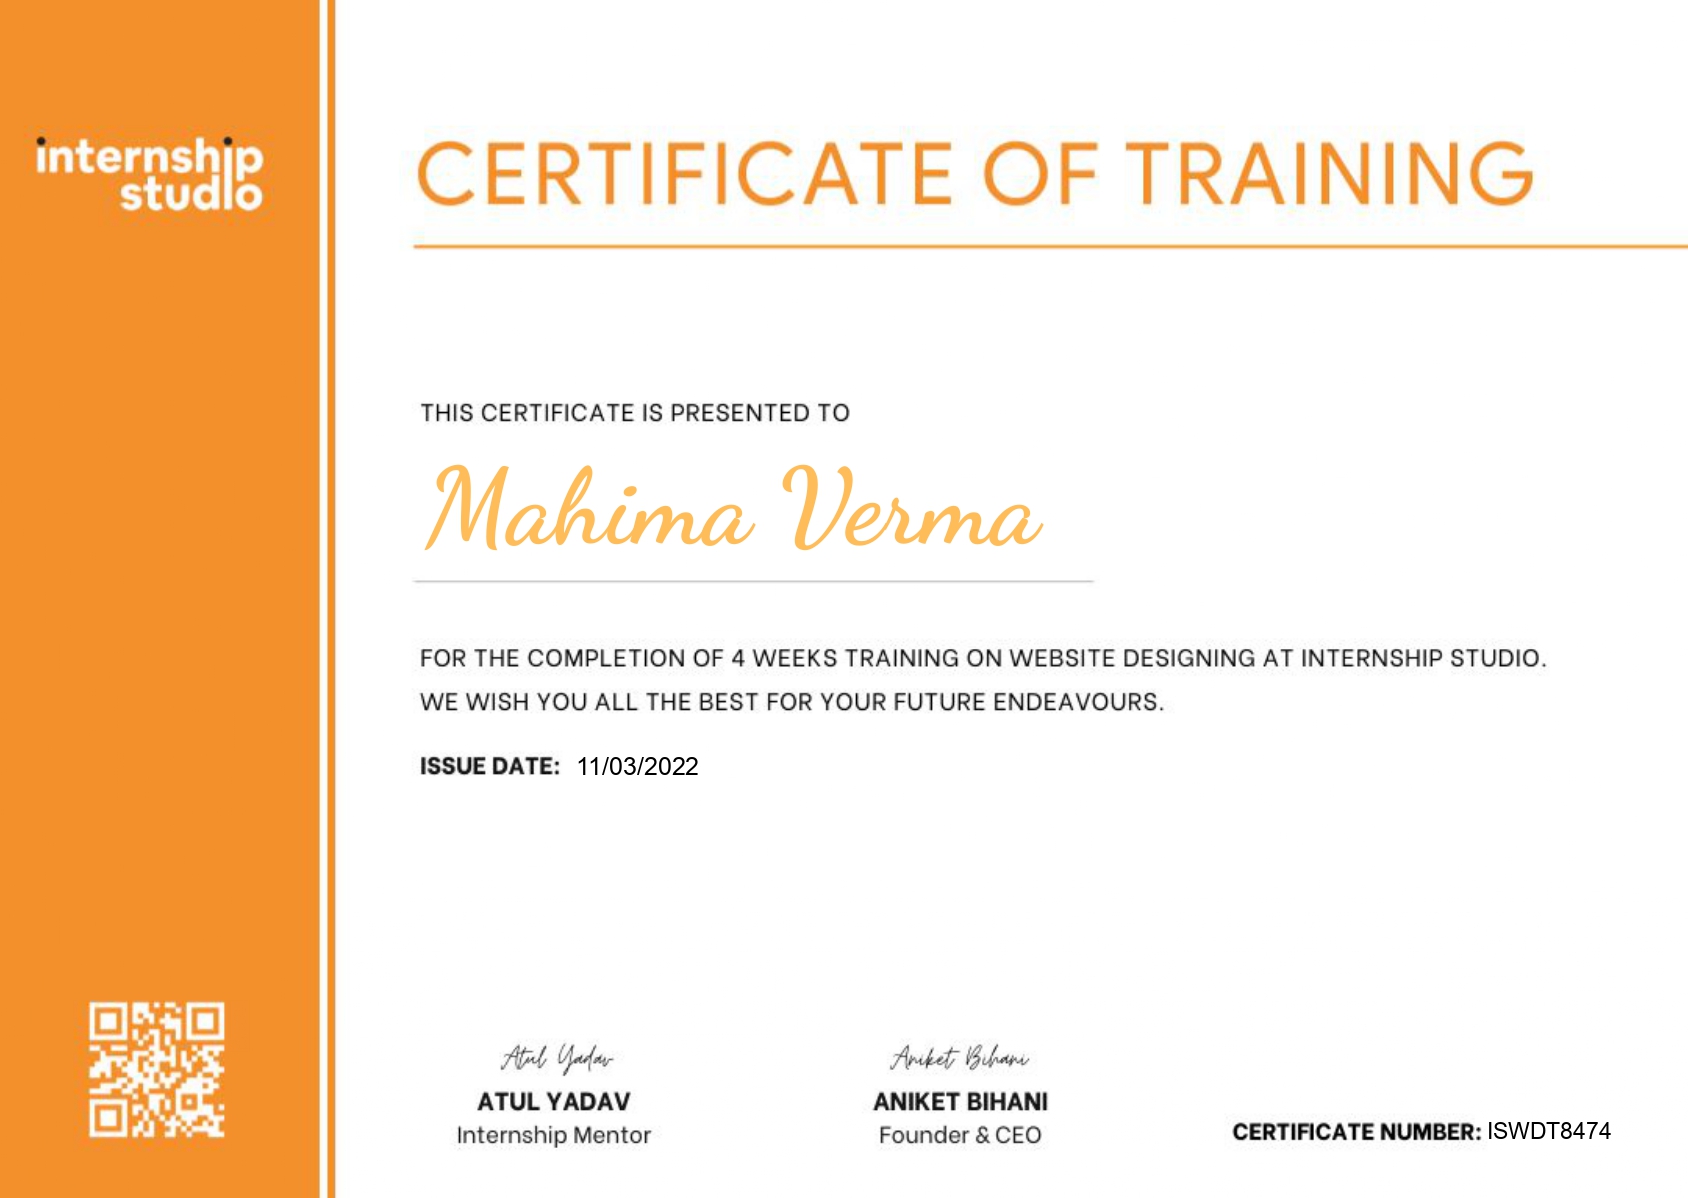 internship
studio
CERTIFICATE OF TRAINING
THIS CERTIFICATE IS PRESENTED TO
Mahima Verma
FOR THE COMPLETION OF 4 WEEKS TRAINING ON WEBSITE DESIGNING AT INTERNSHIP STUDIO.
WE WISH YOU ALL THE BEST FOR YOUR FUTURE ENDEAVOURS.
ISSUE DATE: 11/03/2022
Atul Yadav
ATUL YADAV
Internship Mentor
Aniket Bihani
ANIKET BIHANI
Founder & CEO
CERTIFICATE NUMBER: ISWDT8474